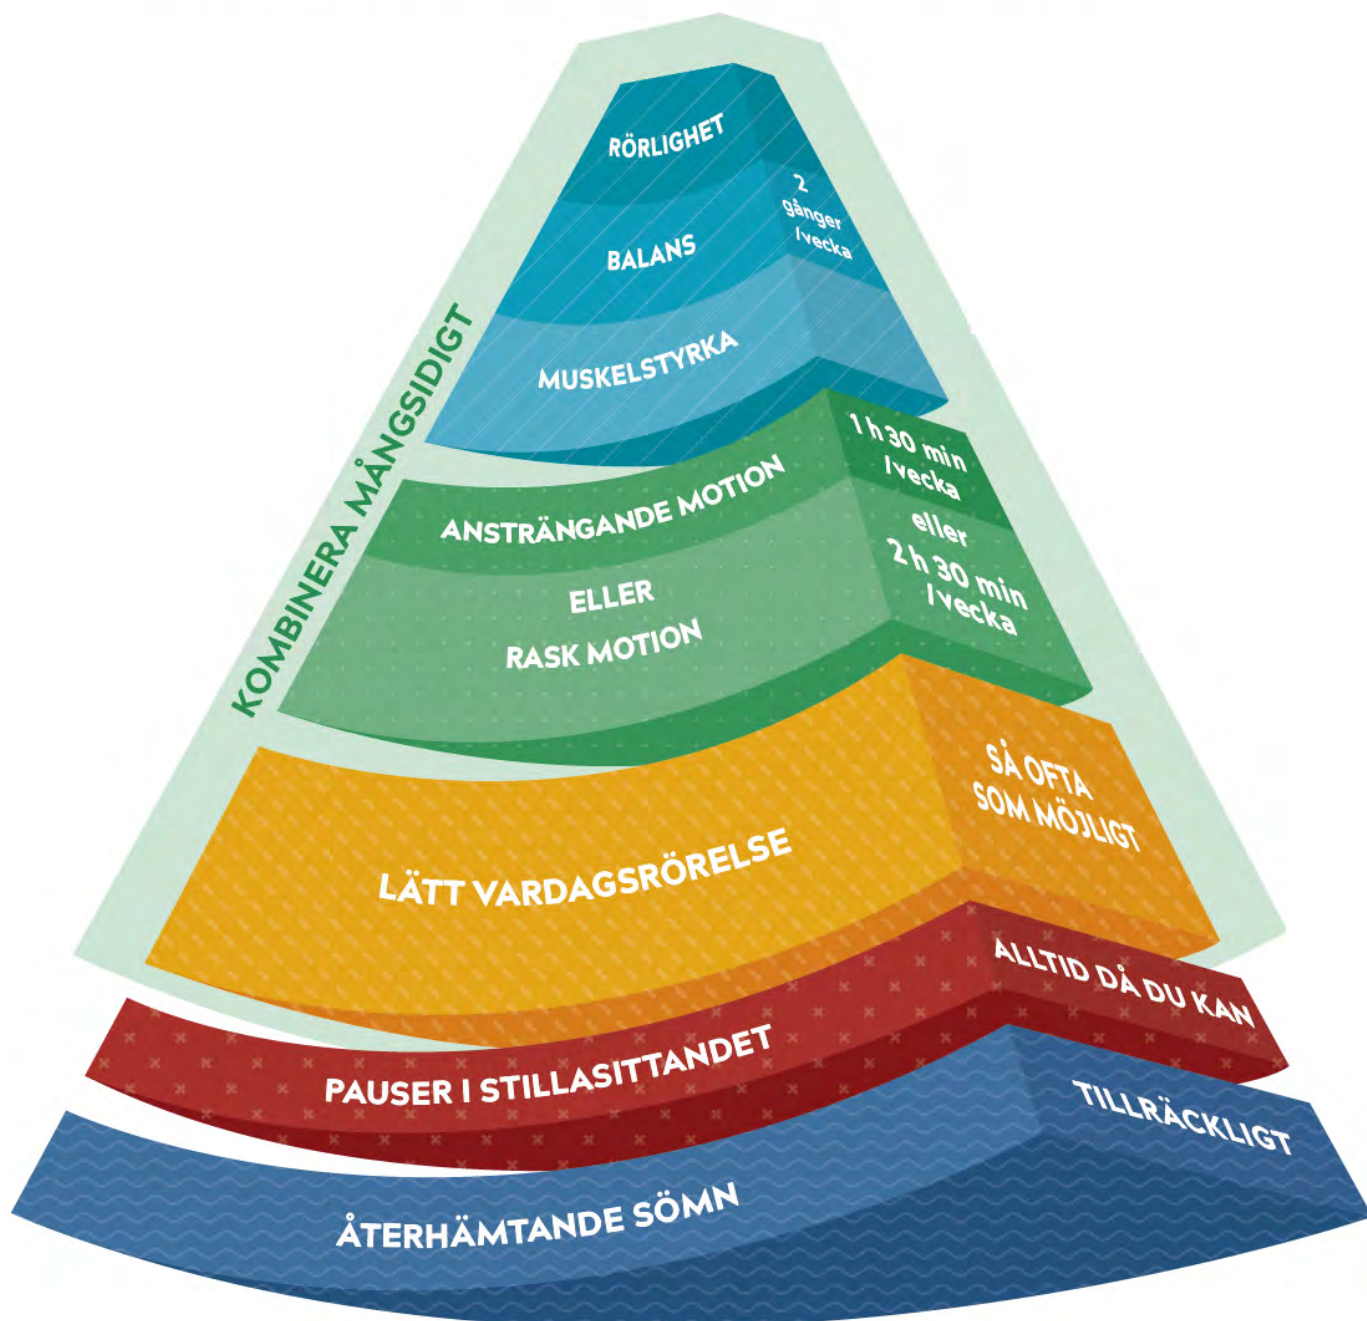 RÖRLIGHET
BALANS
MUSKELSTYRKA
2
gånger
/vecka
KOMBINERA MÅNGSIDIGT
ANSTRÄNGANDE MOTION
ELLER
RASK MOTION
1 h 30 min
/vecka
eller
2 h 30 min
/vecka
LÄTT VARDAGSRÖRELSE
SÅ OFTA
SOM MÖJLIGT
PAUSER I STILLASITTANDET
ALLTID DÅ DU KAN
ÅTERHÄMTANDE SÖMN
TILLRÄCKLIGT